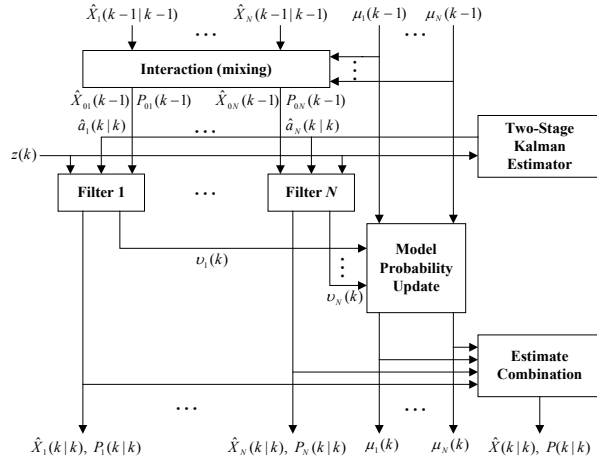 X̂₁(k−1|k−1) ... X̂_N(k−1|k−1) μ₁(k−1) ... μ_N(k−1)
Interaction (mixing)
X̂₀₁(k−1) P₀₁(k−1) X̂₀N(k−1) P₀N(k−1)
â₁(k|k) ... â_N(k|k)
Two-Stage
Kalman
Estimator
z(k)
Filter 1 ... Filter N
Model
Probability
Update
υ₁(k)
υ_N(k)
Estimate
Combination
... ...
X̂₁(k|k), P₁(k|k) X̂_N(k|k), P_N(k|k) μ₁(k) μ_N(k) X̂(k|k), P(k|k)